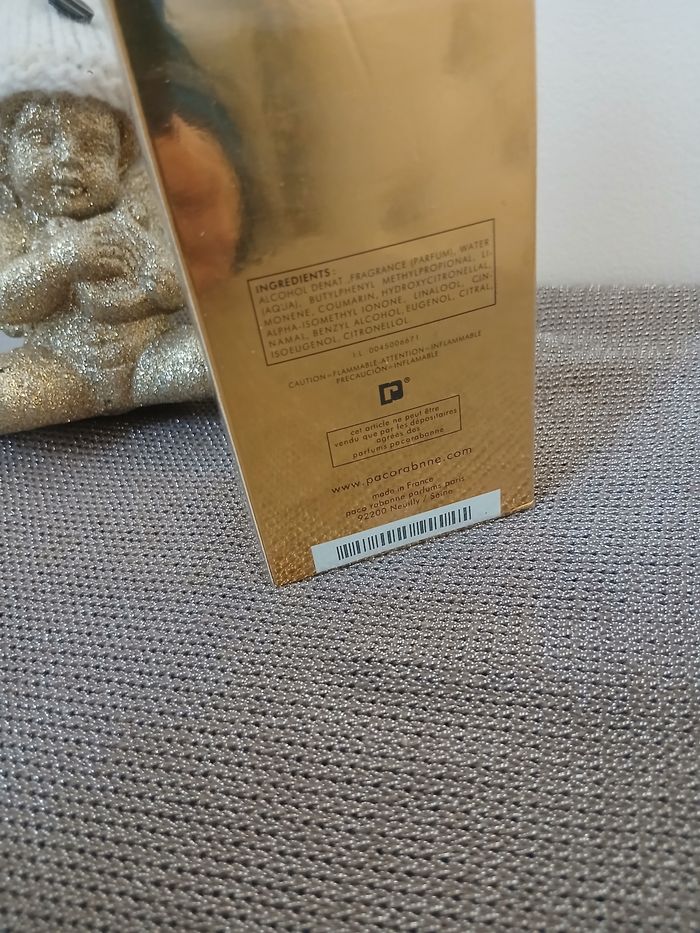 INGREDIENTS:
ALCOHOL DENAT., FRAGRANCE (PARFUM), WATER
(AQUA), BUTYLPHENYL METHYLPROPIONAL, LI-
MONENE, COUMARIN, HYDROXYCITRONELLAL,
ALPHA-ISOMETHYL IONONE, LINALOOL, CIN-
NAMAL, BENZYL ALCOHOL, EUGENOL, CITRAL,
ISOEUGENOL, CITRONELLOL
I.L. 0045006671
CAUTION–FLAMMABLE-ATTENTION–INFLAMMABLE
PRECAUCIÓN–INFLAMABLE
r®
cet article ne peut être
vendu que par les dépositaires
agréés des
parfums pacorabanne
www.pacorabanne.com
made in France
paco rabanne parfums paris
92200 Neuilly / Seine